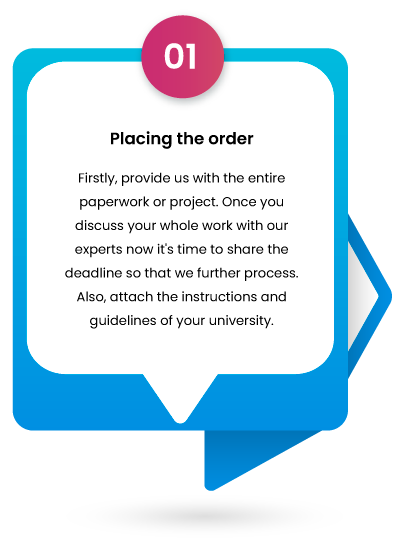 01
Placing the order
Firstly, provide us with the entire
paperwork or project. Once you
discuss your whole work with our
experts now it's time to share the
deadline so that we further process.
Also, attach the instructions and
guidelines of your university.